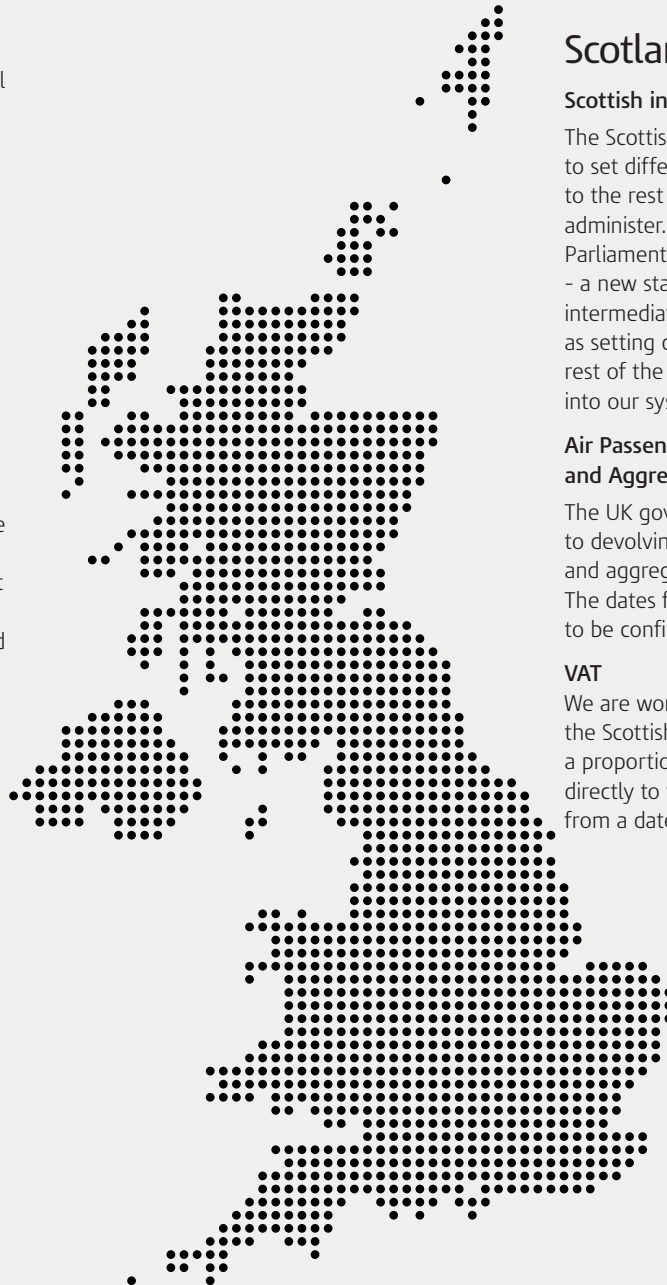 l
e
t
d
Scotla
Scottish in
The Scottis
to set diffe
to the rest
administer.
Parliament
- a new sta
intermedia
as setting
rest of the
into our sy
Air Passen
and Aggre
The UK gov
to devolvin
and aggreg
The dates f
to be confi
VAT
We are wor
the Scottish
a proportio
directly to
from a date